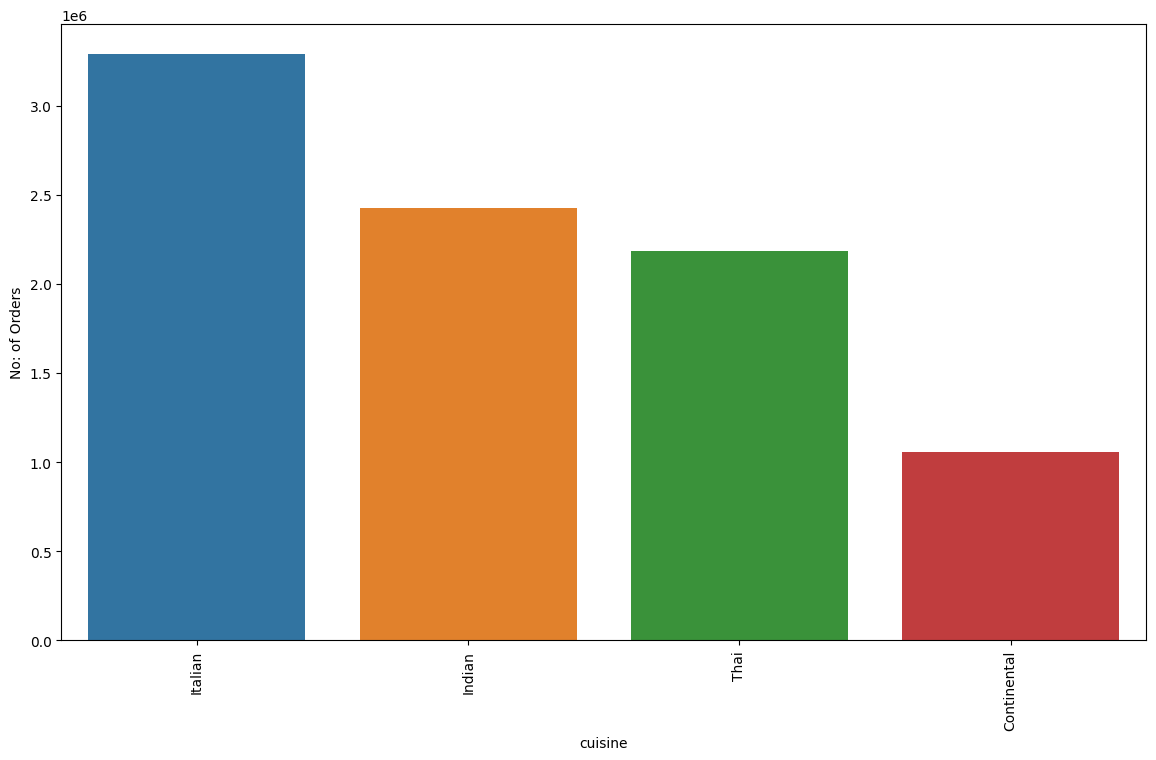 1e6
3.0
2.5
2.0
1.5
1.0
0.5
0.0
No: of Orders
Italian
Indian
Thai
Continental
cuisine